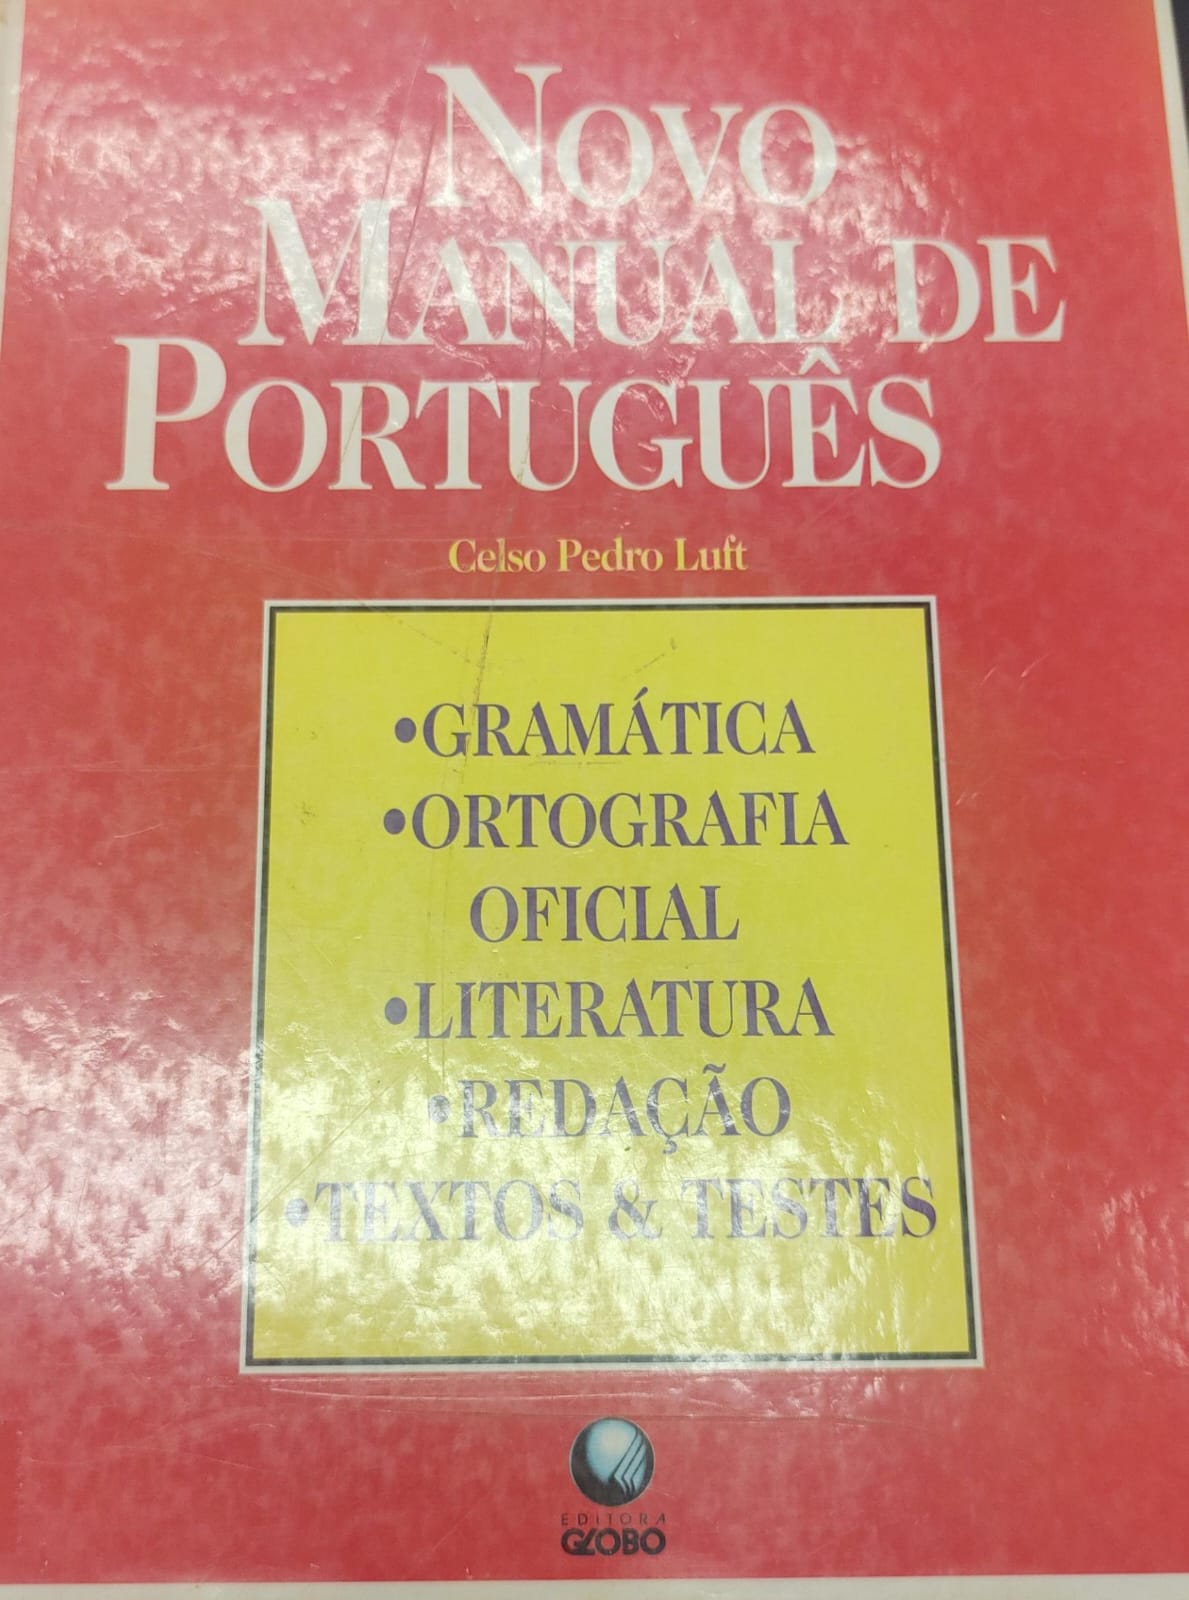 NOVO
MANUAL DE
PORTUGUÊS
Celso Pedro Luft
•GRAMÁTICA
•ORTOGRAFIA
OFICIAL
•LITERATURA
•REDAÇÃO
•TEXTOS & TESTES
EDITORA
GLOBO